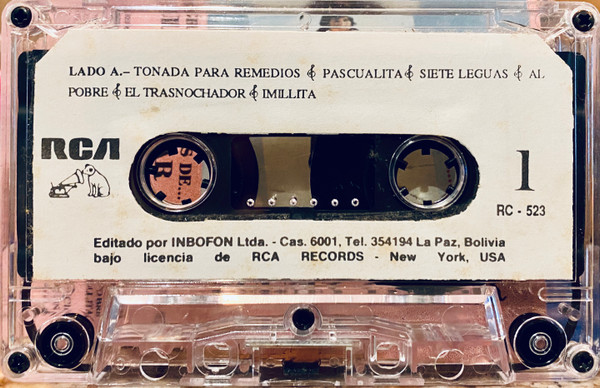 LADO A.– TONADA PARA REMEDIOS PASCUALITA SIETE LEGUAS AL
POBRE EL TRASNOCHADOR IMILLITA
RCA
S DE...
1
RC - 523
Editado por INBOFON Ltda. - Cas. 6001, Tel. 354194 La Paz, Bolivia
bajo licencia de RCA RECORDS - New York, USA